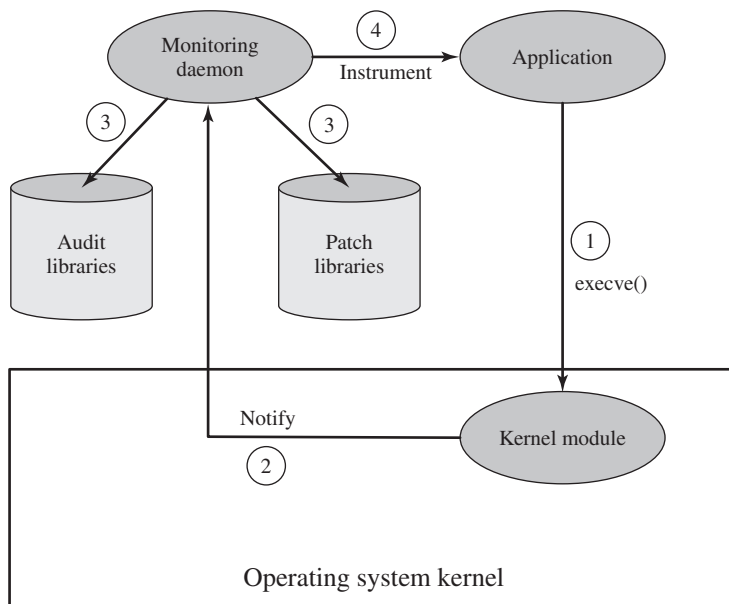 4
Monitoring
daemon
Instrument
Application
3
3
Audit
libraries
Patch
libraries
1
execve()
Notify
2
Kernel module
Operating system kernel